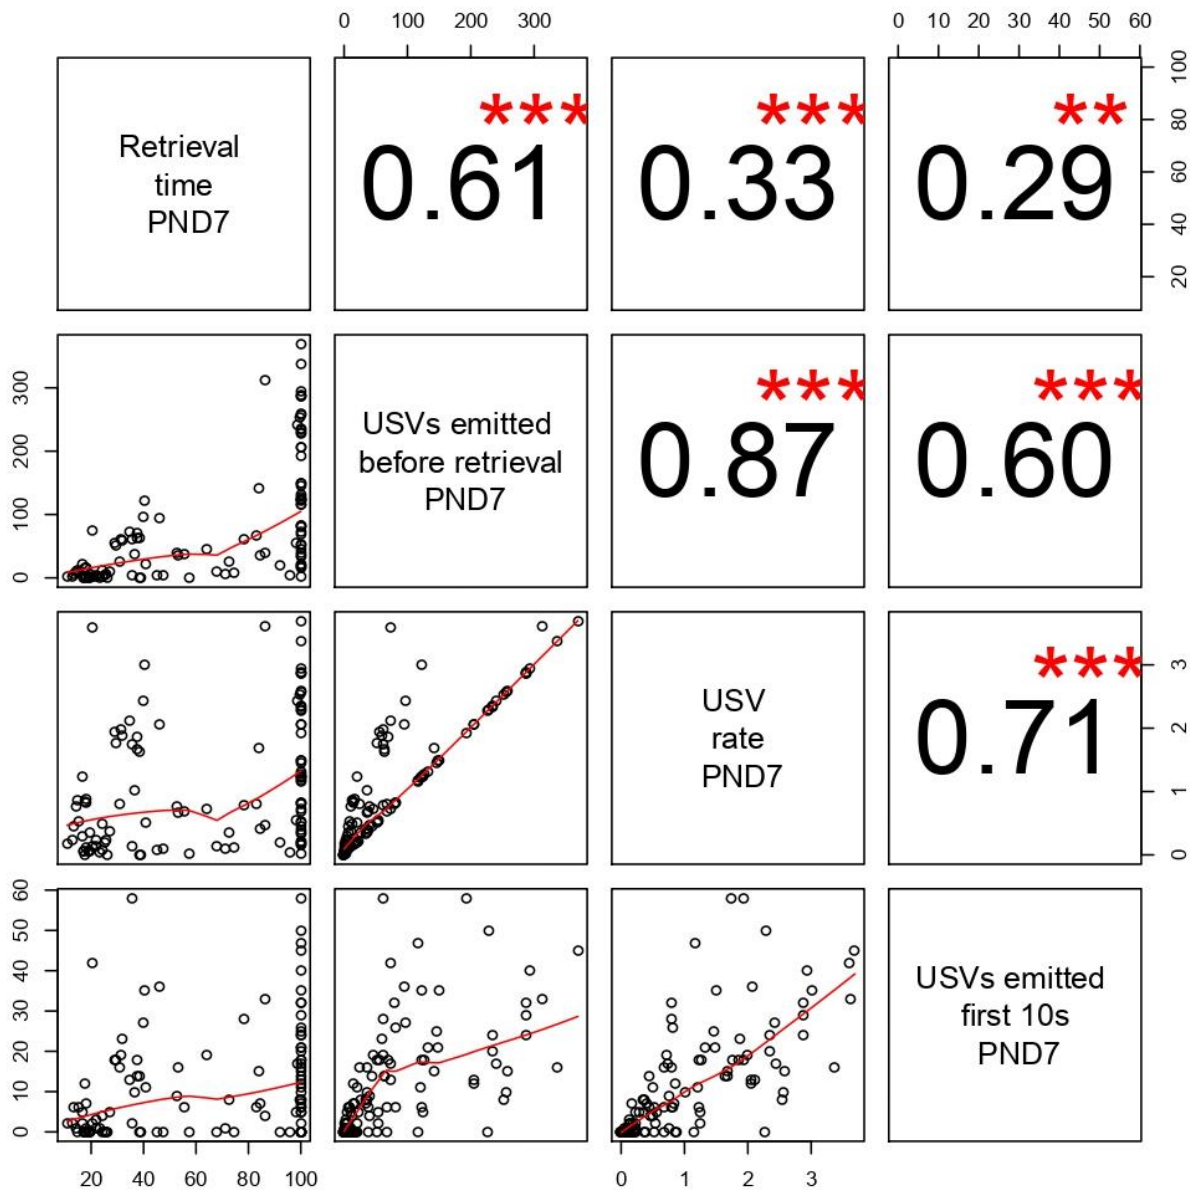 0 100 200 300 0 10 20 30 40 50 60
Retrieval
time
PND7
***
0.61
***
0.33
**
0.29
100
80
60
40
20
300
200
100
0
USVs emitted
before retrieval
PND7
***
0.87
***
0.60
USV
rate
PND7
***
0.71
3
2
1
0
60
50
40
30
20
10
0
USVs emitted
first 10s
PND7
20 40 60 80 100 0 1 2 3